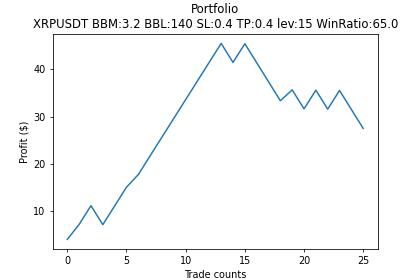 Portfolio
XRPUSDT BBM:3.2 BBL:140 SL:0.4 TP:0.4 lev:15 WinRatio:65.0
Profit ($)
40
30
20
10
0 5 10 15 20 25
Trade counts